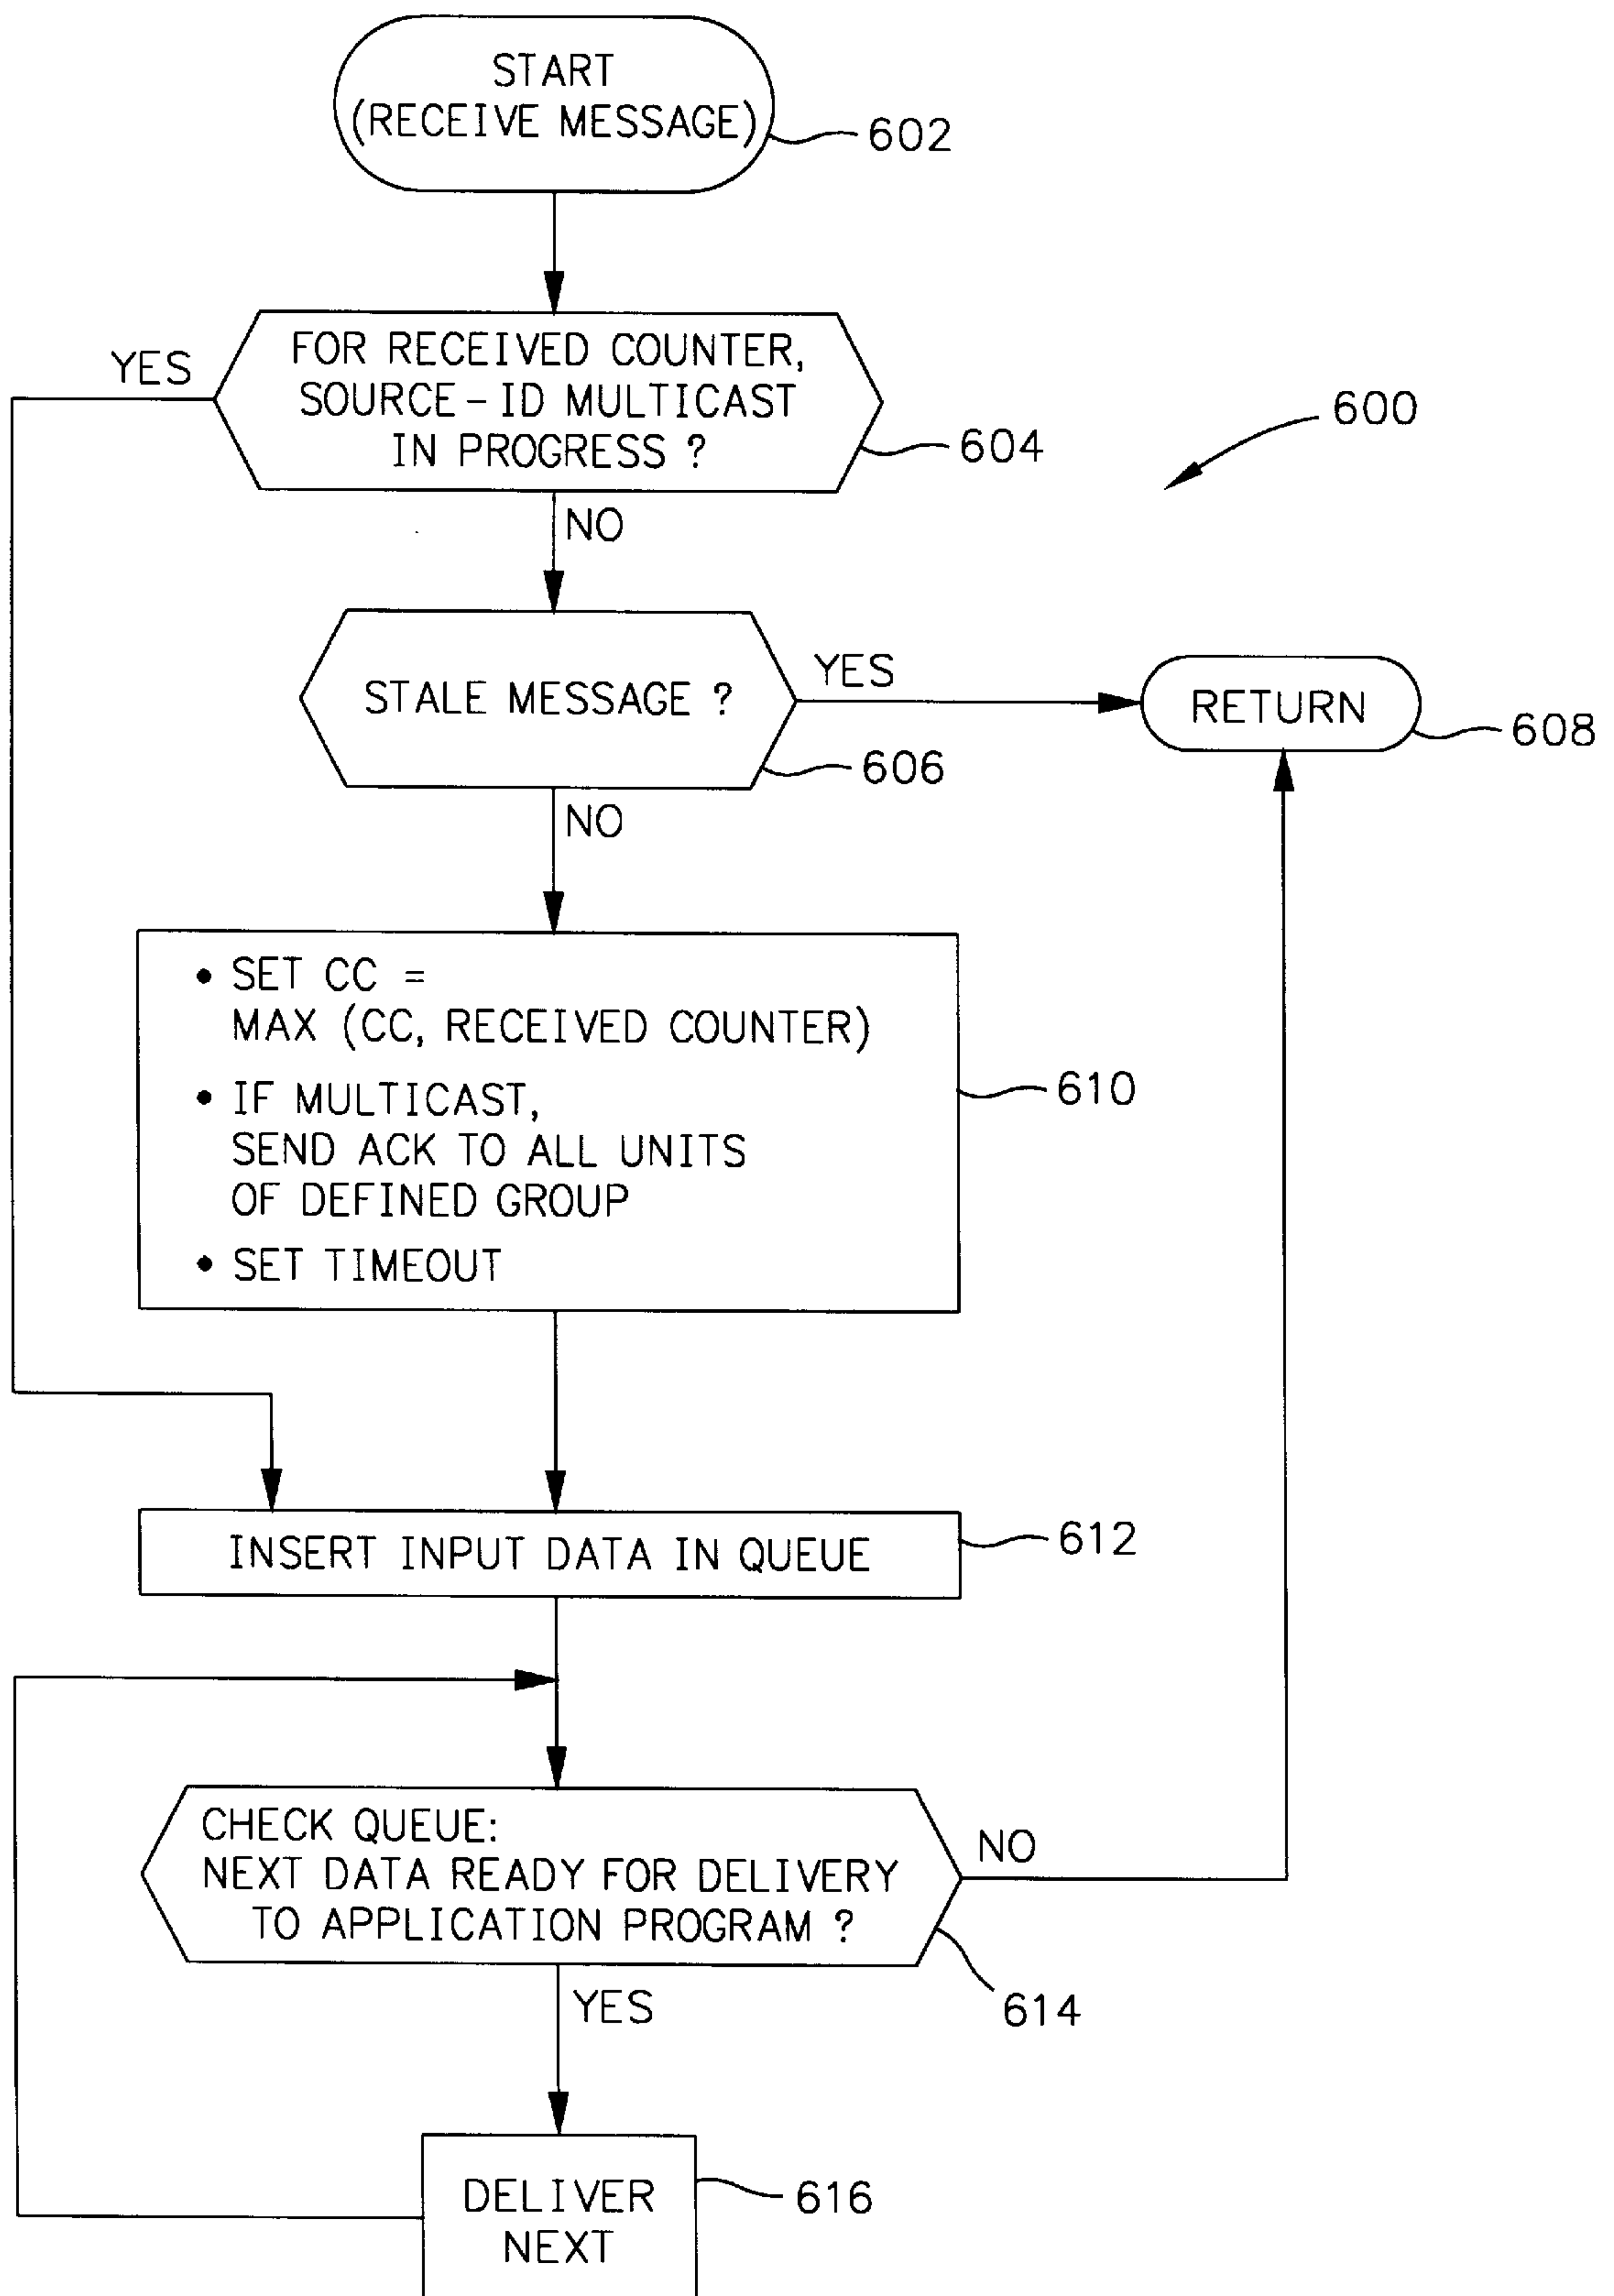 START
(RECEIVE MESSAGE)
602
FOR RECEIVED COUNTER,
SOURCE-ID MULTICAST
IN PROGRESS ?
YES
604
600
NO
STALE MESSAGE ?
YES
606
RETURN
608
NO
• SET CC =
MAX (CC, RECEIVED COUNTER)
• IF MULTICAST,
SEND ACK TO ALL UNITS
OF DEFINED GROUP
• SET TIMEOUT
610
INSERT INPUT DATA IN QUEUE
612
CHECK QUEUE:
NEXT DATA READY FOR DELIVERY
TO APPLICATION PROGRAM ?
NO
614
YES
DELIVER
NEXT
616